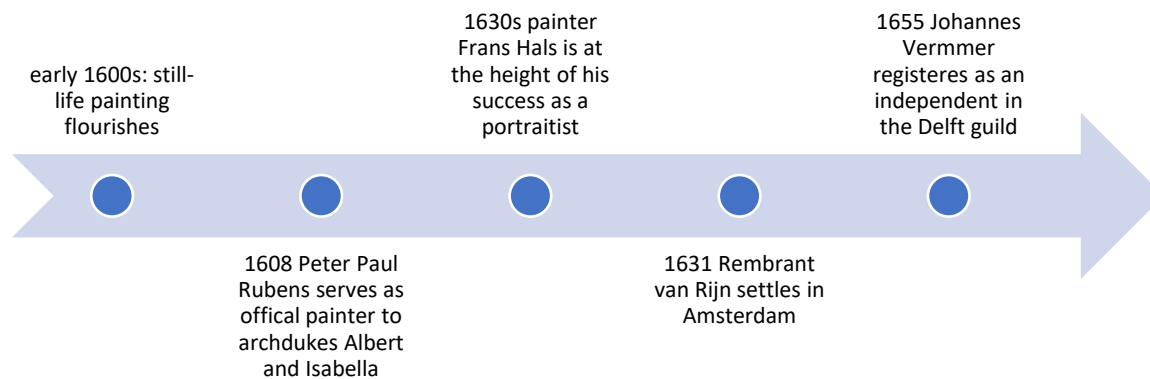 early 1600s: still-
life painting
flourishes
1608 Peter Paul
Rubens serves as
offical painter to
archdukes Albert
and Isabella
1630s painter
Frans Hals is at
the height of his
success as a
portraitist
1631 Rembrant
van Rijn settles in
Amsterdam
1655 Johannes
Vermmer
registeres as an
independent in
the Delft guild